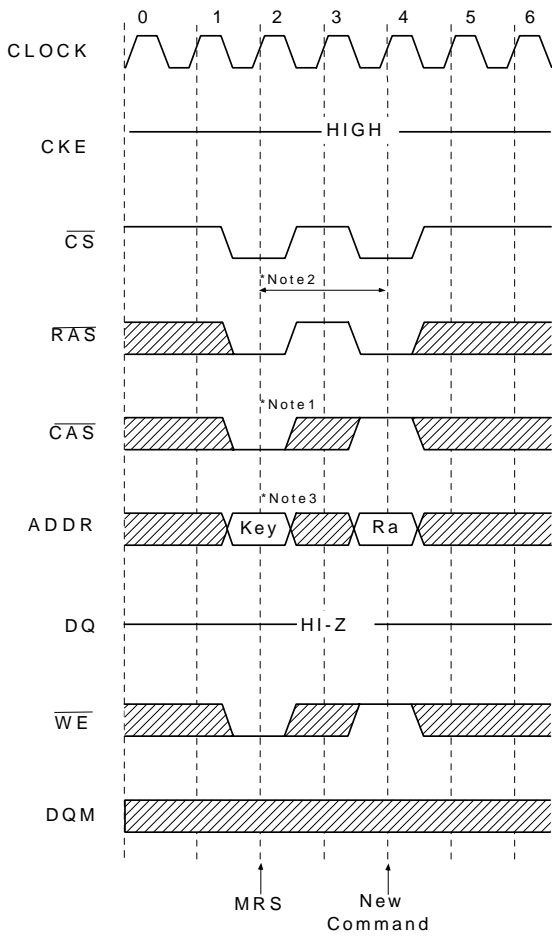 0 1 2 3 4 5 6
CLOCK
CKE
HIGH
CS
*Note2
RAS
*Note1
CAS
*Note3
ADDR
Key
Ra
DQ
HI-Z
WE
DQM
MRS
New
Command